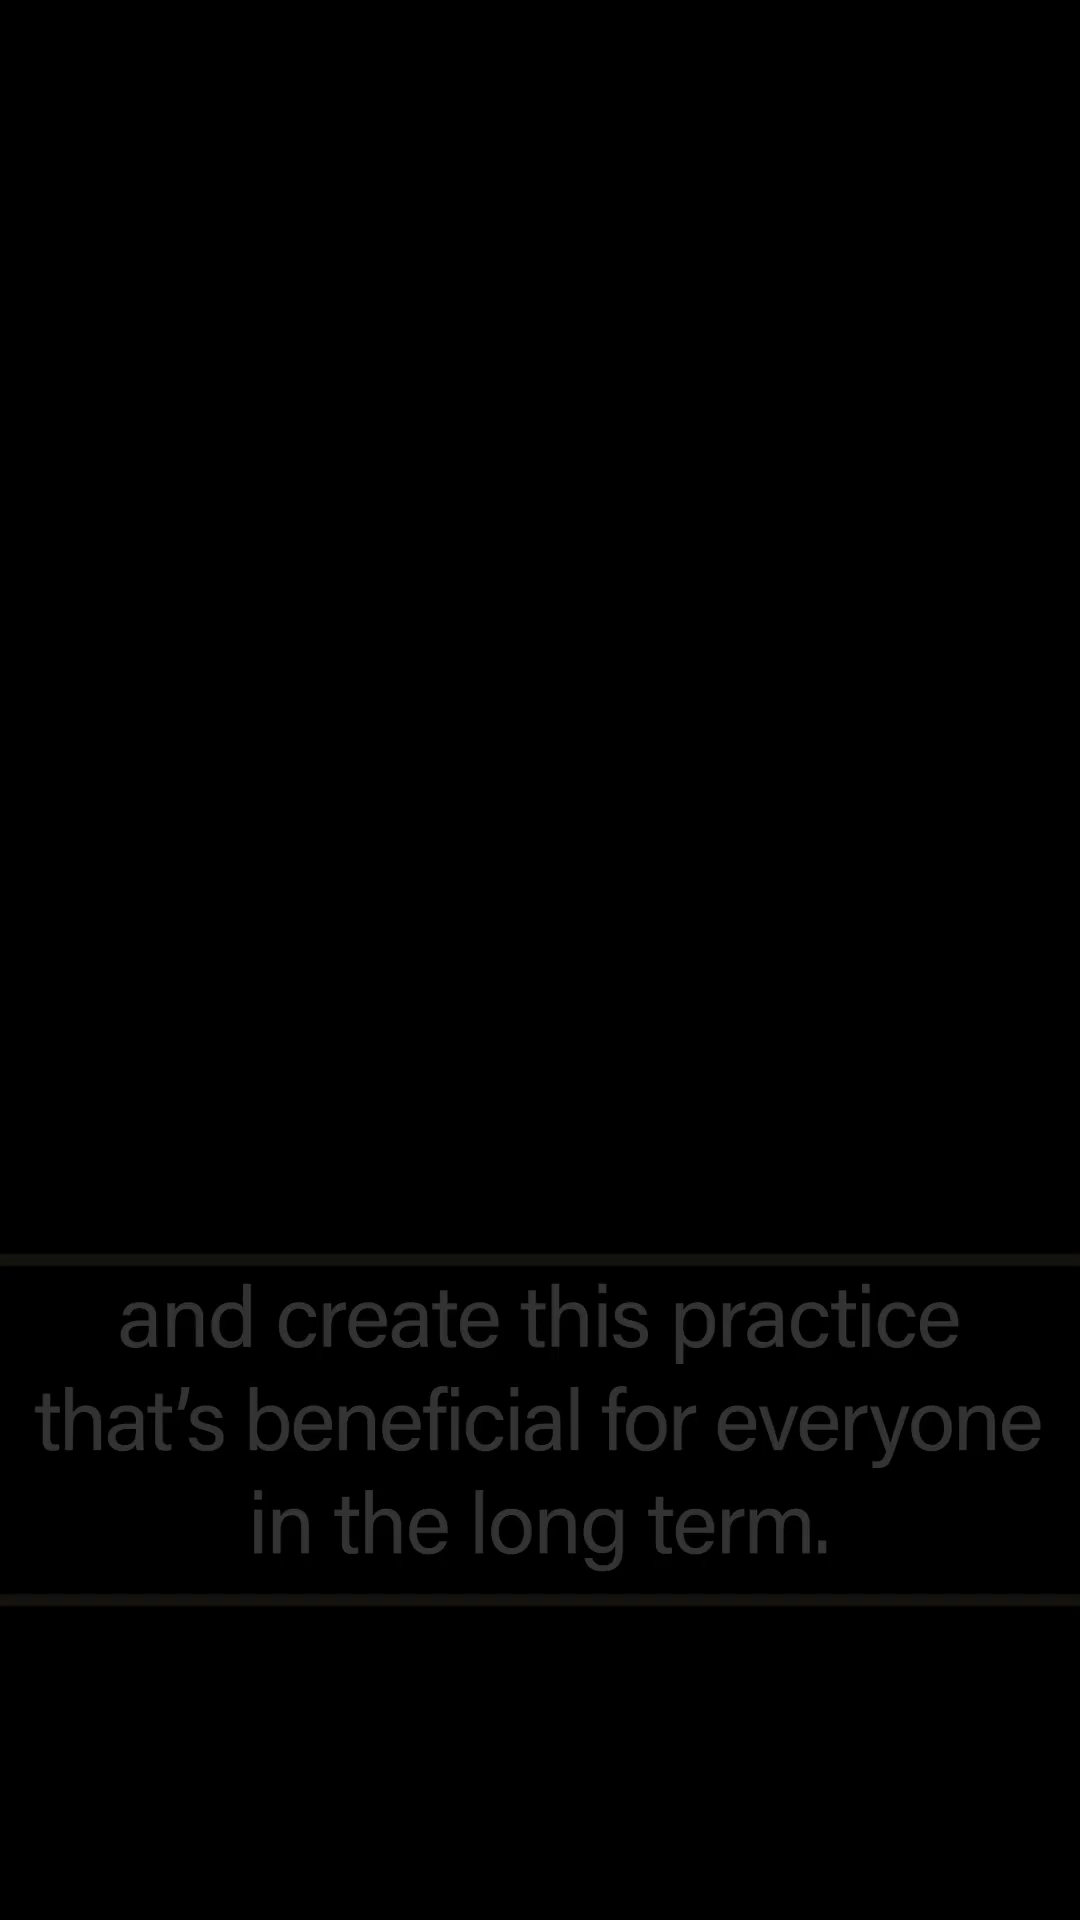 and create this practice
that’s beneficial for everyone
in the long term.